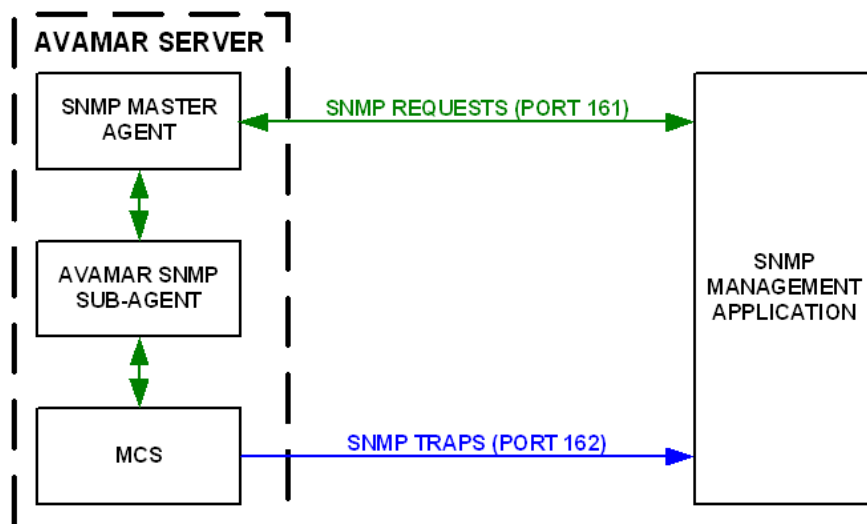 AVAMAR SERVER
SNMP MASTER
AGENT
SNMP REQUESTS (PORT 161)
AVAMAR SNMP
SUB-AGENT
SNMP
MANAGEMENT
APPLICATION
MCS
SNMP TRAPS (PORT 162)